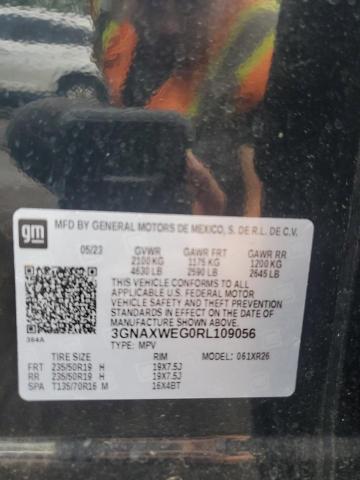 gm
MFD BY GENERAL MOTORS DE MEXICO, S. DE R.L. DE C.V.
05/23 GVWR GAWR FRT GAWR RR
2100 KG 1175 KG 1200 KG
4630 LB 2590 LB 2645 LB
THIS VEHICLE CONFORMS TO ALL
APPLICABLE U.S. FEDERAL MOTOR
VEHICLE SAFETY AND THEFT PREVENTION
STANDARDS IN EFFECT ON THE DATE OF
MANUFACTURE SHOWN ABOVE.
384A 3GNAXWEG0RL109056
TYPE: MPV MODEL: 061XR26
TIRE SIZE RIM
FRT 235/50R19 H 19X7.5J
RR 235/50R19 H 19X7.5J
SPA T135/70R16 M 16X4BT